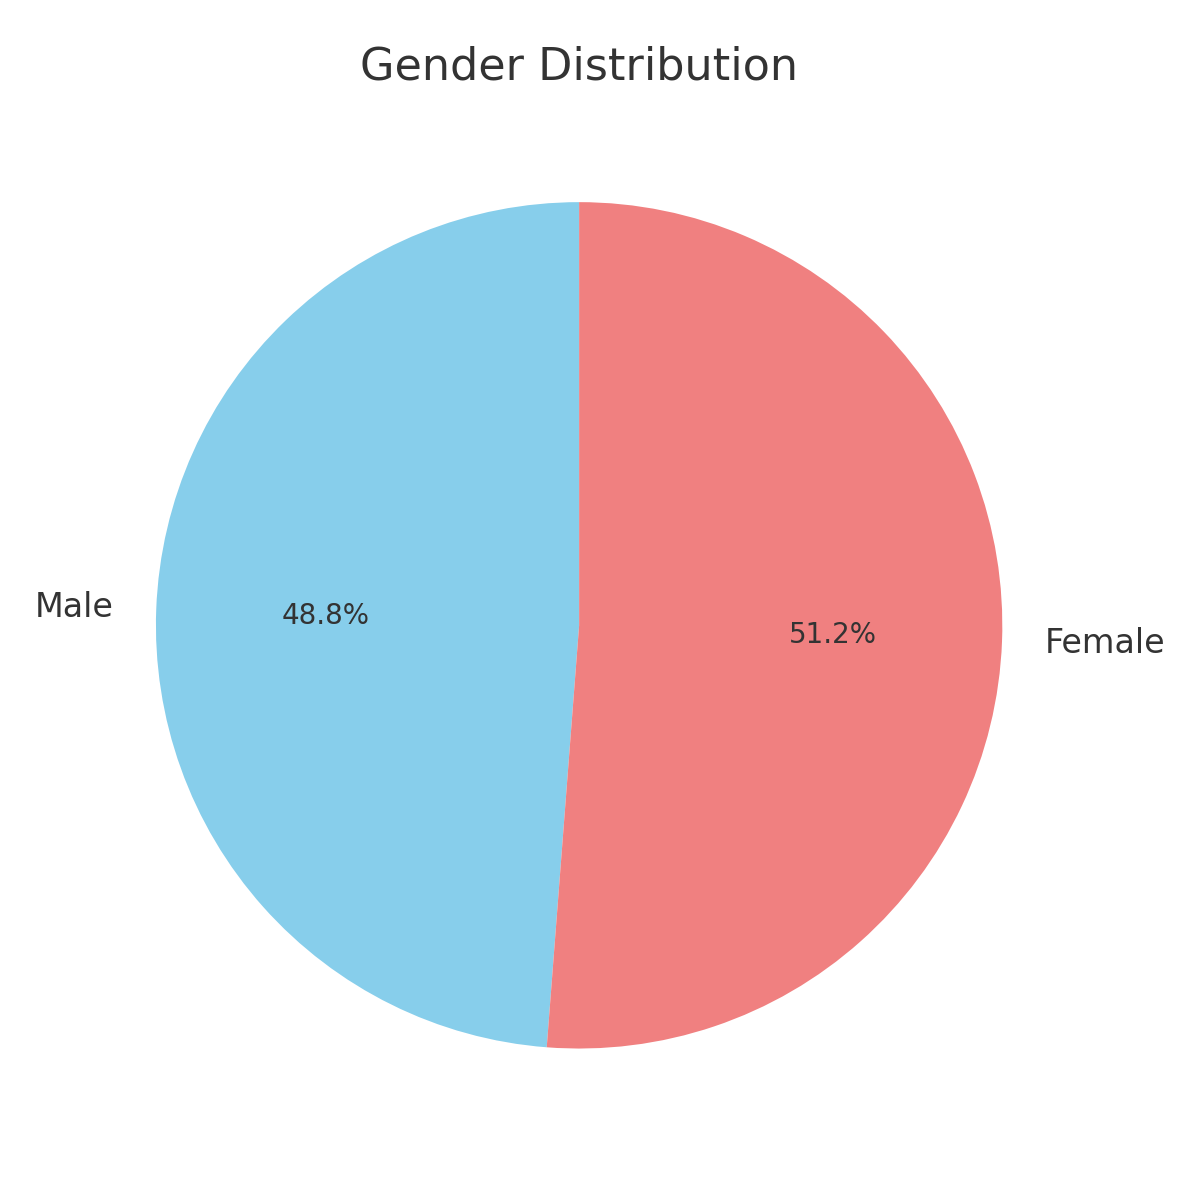 Gender Distribution
Male
48.8%
51.2%
Female